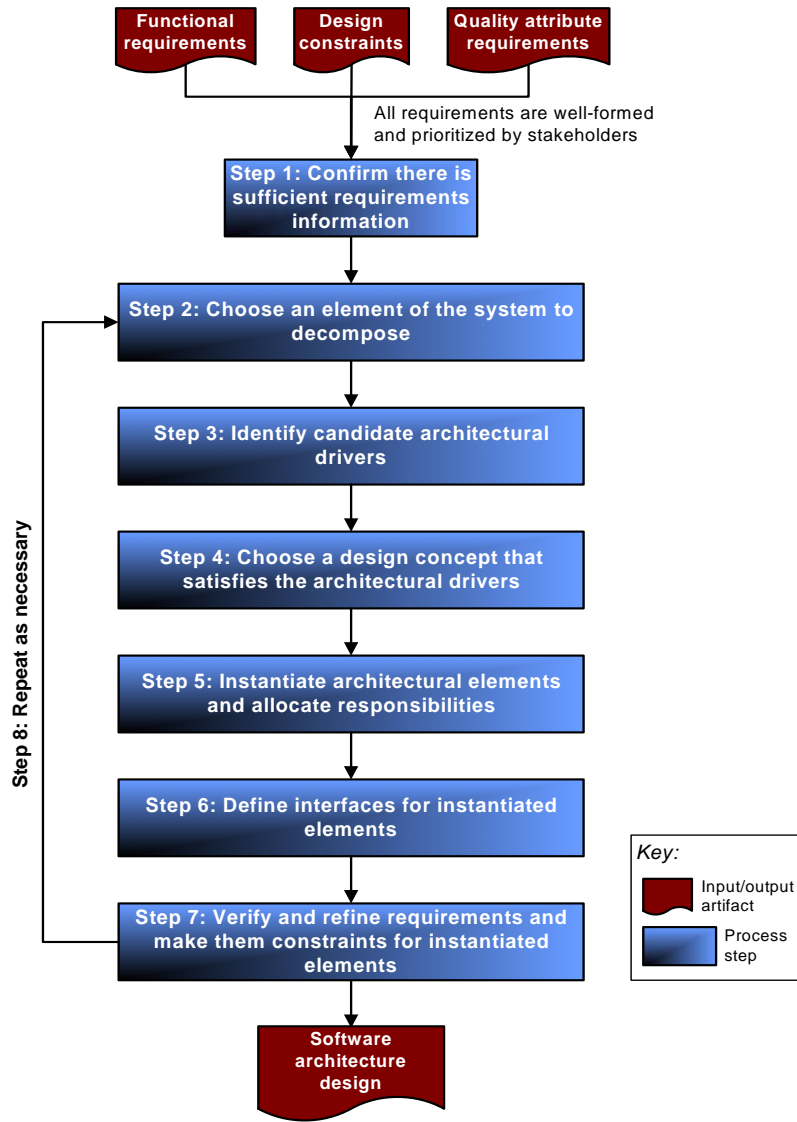 Functional
requirements
Design
constraints
Quality attribute
requirements
All requirements are well-formed
and prioritized by stakeholders
Step 1: Confirm there is
sufficient requirements
information
Step 2: Choose an element of the system to
decompose
Step 3: Identify candidate architectural
drivers
Step 4: Choose a design concept that
satisfies the architectural drivers
Step 5: Instantiate architectural elements
and allocate responsibilities
Step 6: Define interfaces for instantiated
elements
Step 7: Verify and refine requirements and
make them constraints for instantiated
elements
Step 8: Repeat as necessary
Software
architecture
design
Key:
Input/output
artifact
Process
step